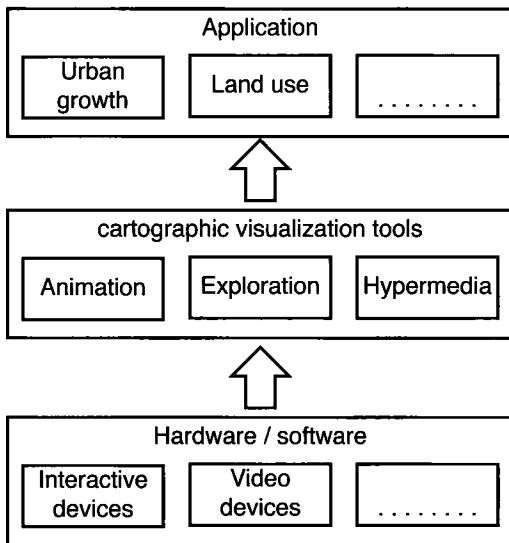 Application
Urban
growth
Land use
........
cartographic visualization tools
Animation
Exploration
Hypermedia
Hardware / software
Interactive
devices
Video
devices
........